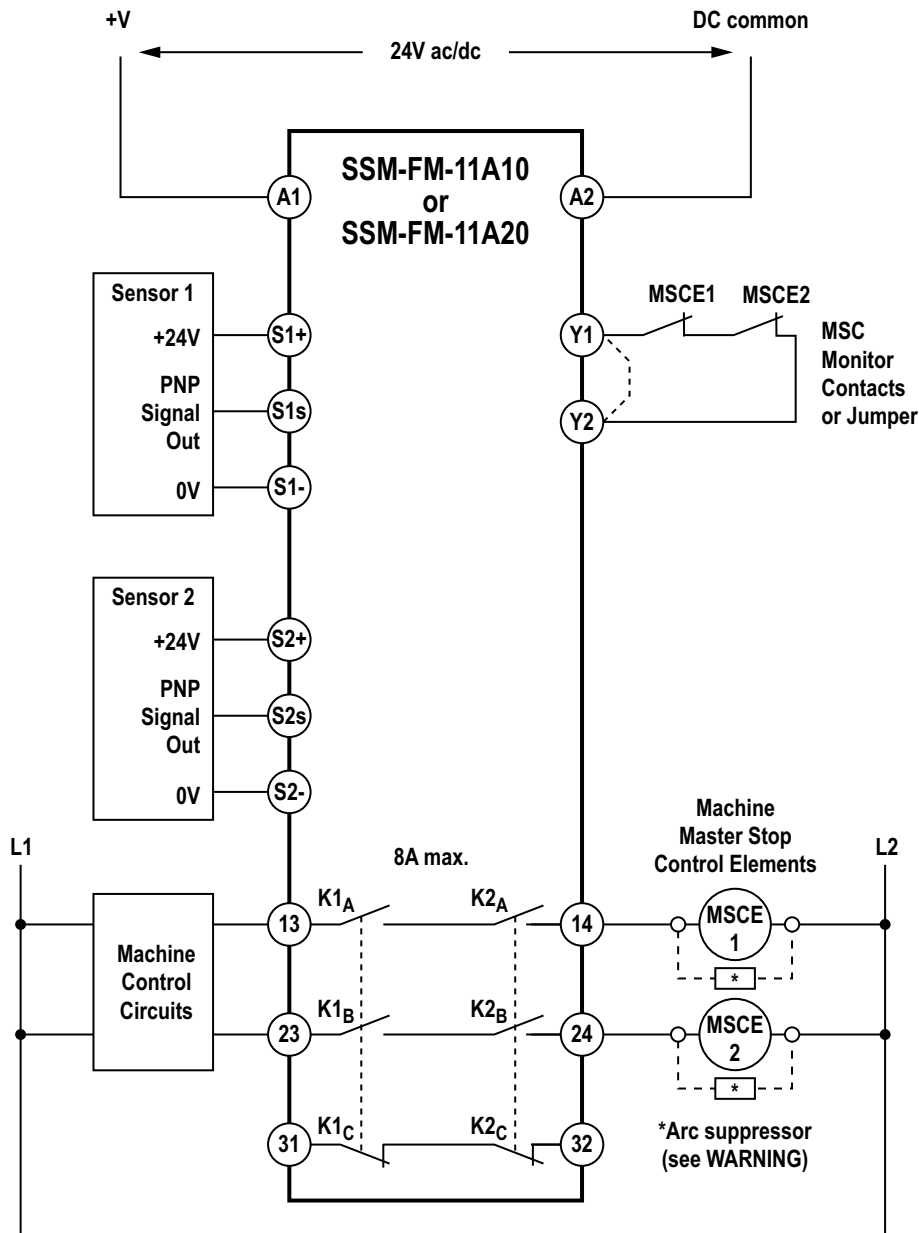 +V
DC common
24V ac/dc
SSM-FM-11A10
or
SSM-FM-11A20
A1
A2
Sensor 1
+24V
PNP
Signal
Out
0V
S1+
S1s
S1-
MSCE1
MSCE2
Y1
Y2
MSC
Monitor
Contacts
or Jumper
Sensor 2
+24V
PNP
Signal
Out
0V
S2+
S2s
S2-
Machine
Master Stop
Control Elements
L1
L2
8A max.
Machine
Control
Circuits
13
K1A
K2A
14
MSCE
1
*
23
K1B
K2B
24
MSCE
2
*
31
K1C
K2C
32
*Arc suppressor
(see WARNING)